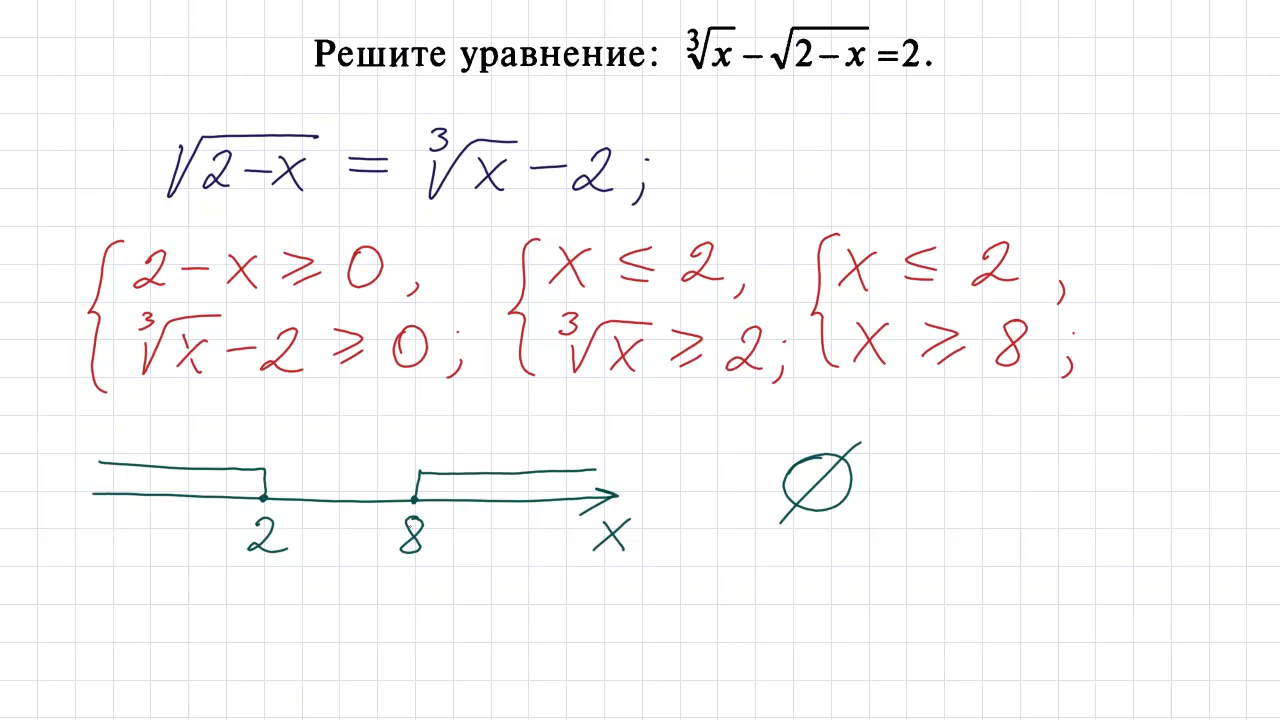 Решите уравнение: ∛x − √(2−x) = 2.
√(2−x) = ∛x − 2;
{ 2−x ≥ 0, { x ≤ 2, { x ≤ 2,
∛x − 2 ≥ 0; ∛x ≥ 2; x ≥ 8;
2 8 x ∅